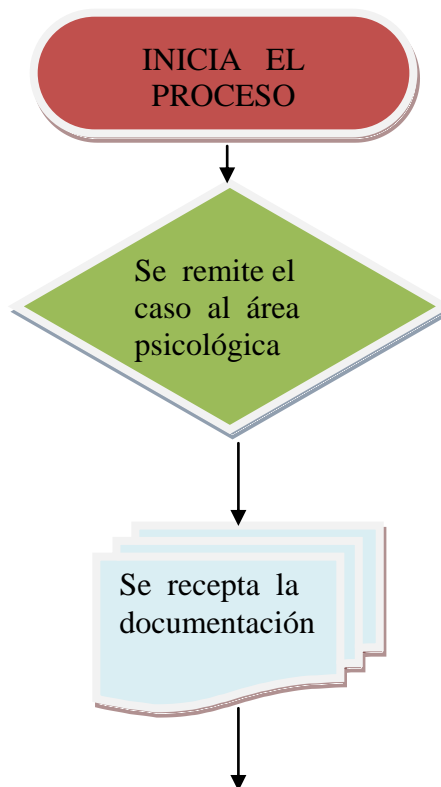 INICIA EL
PROCESO
Se remite el
caso al área
psicológica
Se recepta la
documentación